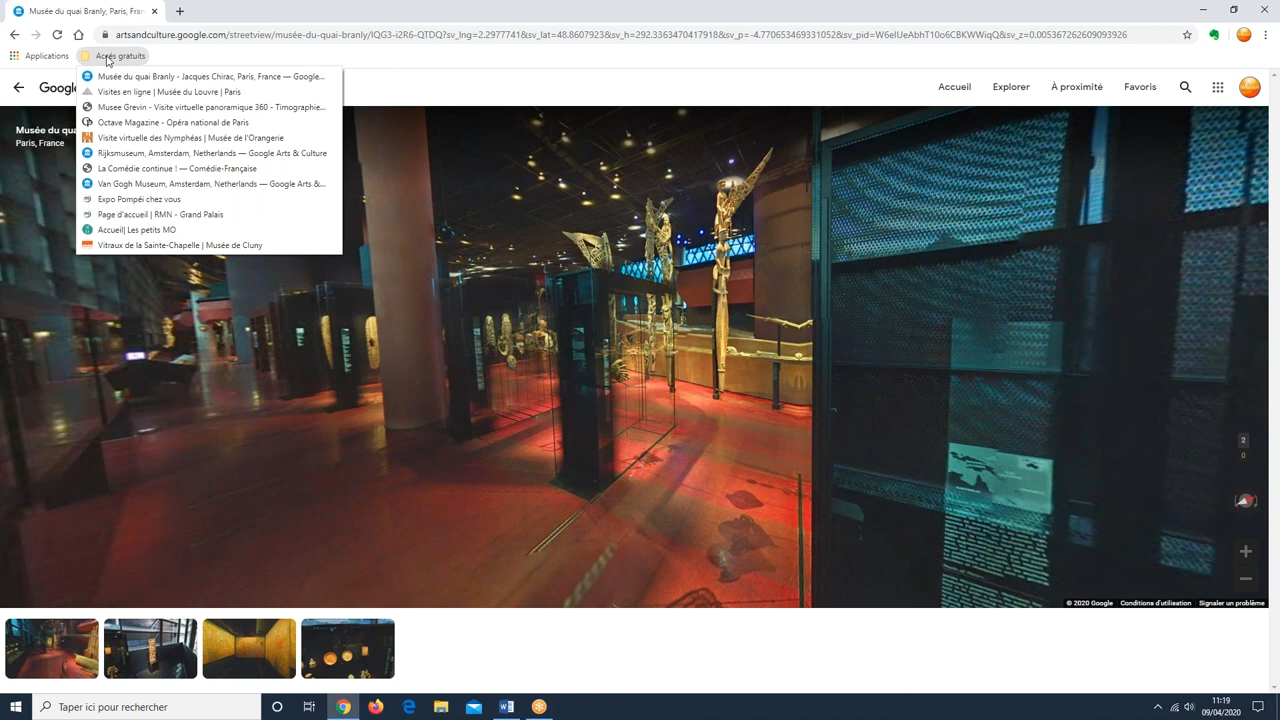 Musée du quai Branly, Paris, Fran
artsandculture.google.com/streetview/musée-du-quai-branly/IQG3-i2R6-QTDQ?sv_lng=2.2977741&sv_lat=48.8607923&sv_h=292.3363470417918&sv_p=-4.770653469331052&sv_pid=W6elUeAbhT10o6CBKWWiqQ&sv_z=0.005367262609093926
Applications
Accès gratuits
Musée du quai Branly - Jacques Chirac, Paris, France — Google...
Visites en ligne | Musée du Louvre | Paris
Musee Grevin - Visite virtuelle panoramique 360 - Timographie...
Octave Magazine - Opéra national de Paris
Visite virtuelle des Nymphéas | Musée de l'Orangerie
Rijksmuseum, Amsterdam, Netherlands — Google Arts & Culture
La Comédie continue ! — Comédie-Française
Van Gogh Museum, Amsterdam, Netherlands — Google Arts &...
Expo Pompéi chez vous
Page d'accueil | RMN - Grand Palais
Accueil| Les petits MO
Vitraux de la Sainte-Chapelle | Musée de Cluny
Google
Accueil
Explorer
À proximité
Favoris
Musée du qua
Paris, France
2
0
© 2020 Google
Conditions d'utilisation
Signaler un problème
Taper ici pour rechercher
11:19
09/04/2020